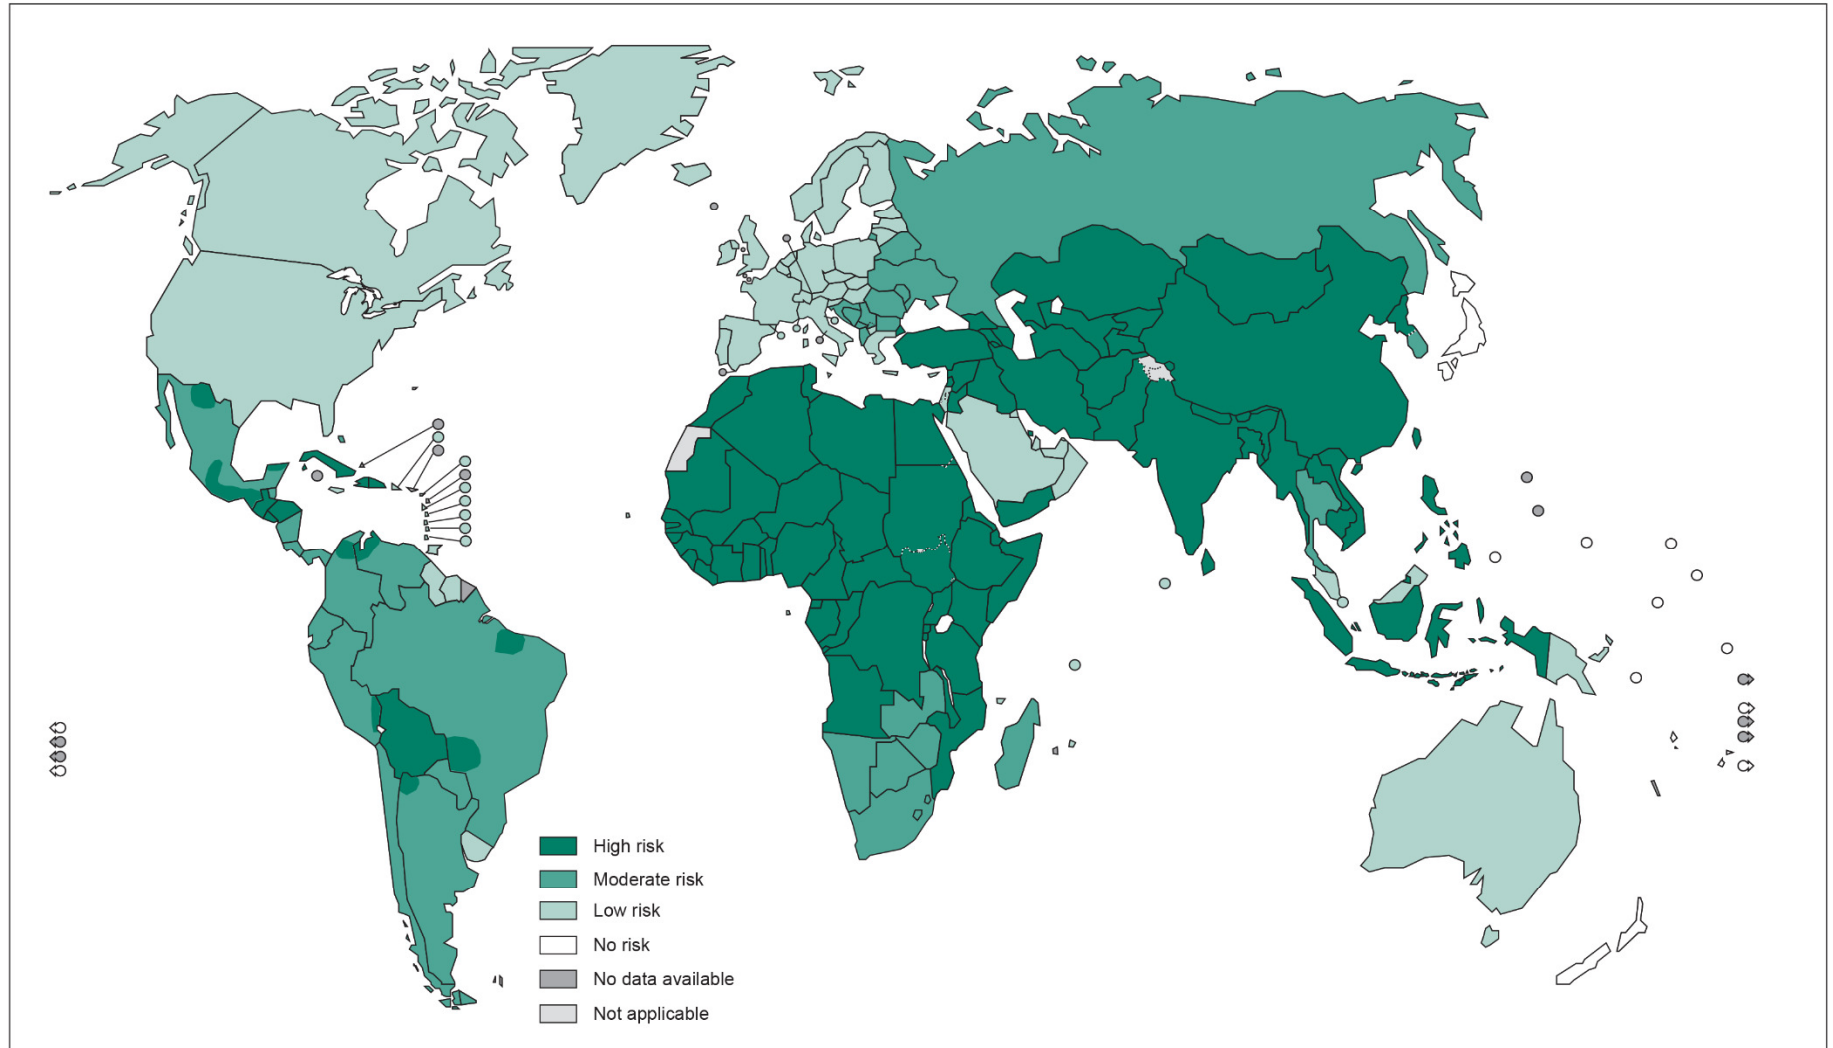 High risk
Moderate risk
Low risk
No risk
No data available
Not applicable